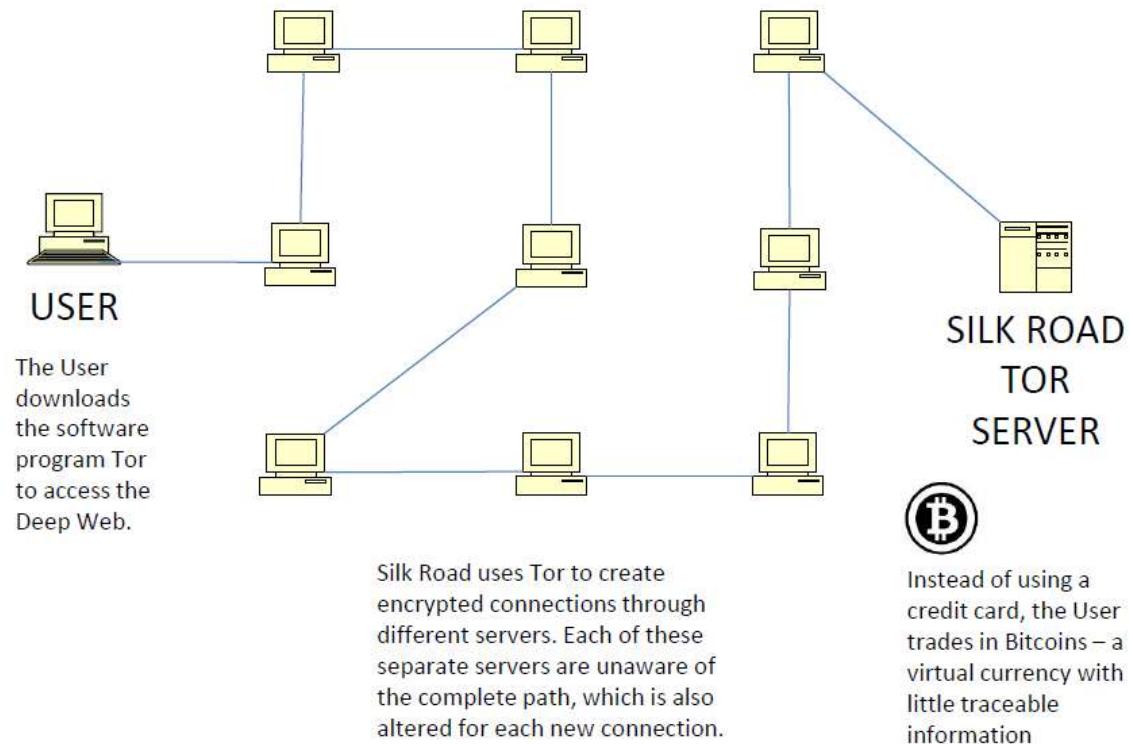 USER
The User
downloads
the software
program Tor
to access the
Deep Web.
Silk Road uses Tor to create
encrypted connections through
different servers. Each of these
separate servers are unaware of
the complete path, which is also
altered for each new connection.
SILK ROAD
TOR
SERVER
Instead of using a
credit card, the User
trades in Bitcoins – a
virtual currency with
little traceable
information